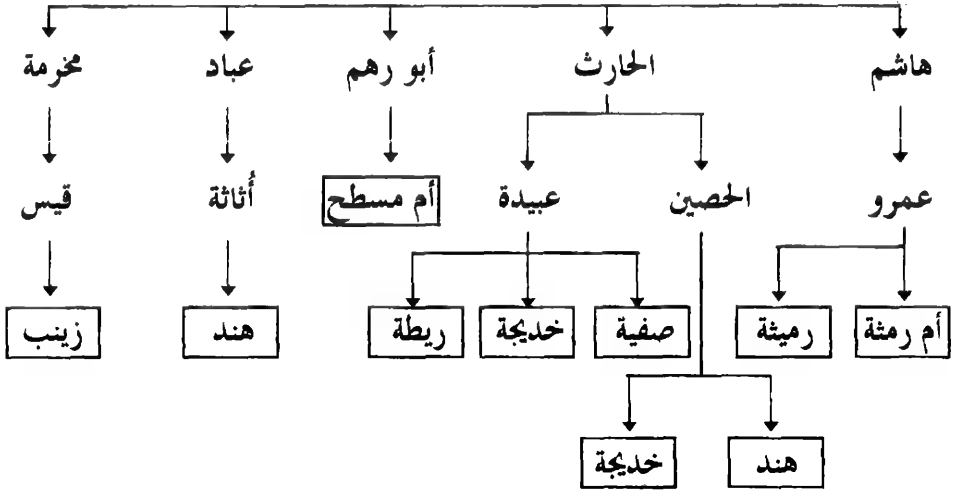 هاشم الحارث أبو رهم عباد مخرمة
عمرو الحصين عبيدة أم مسطح أُثاثة قيس
أم رمثة رميثة صفية خديجة ريطة هند زينب
هند خديجة